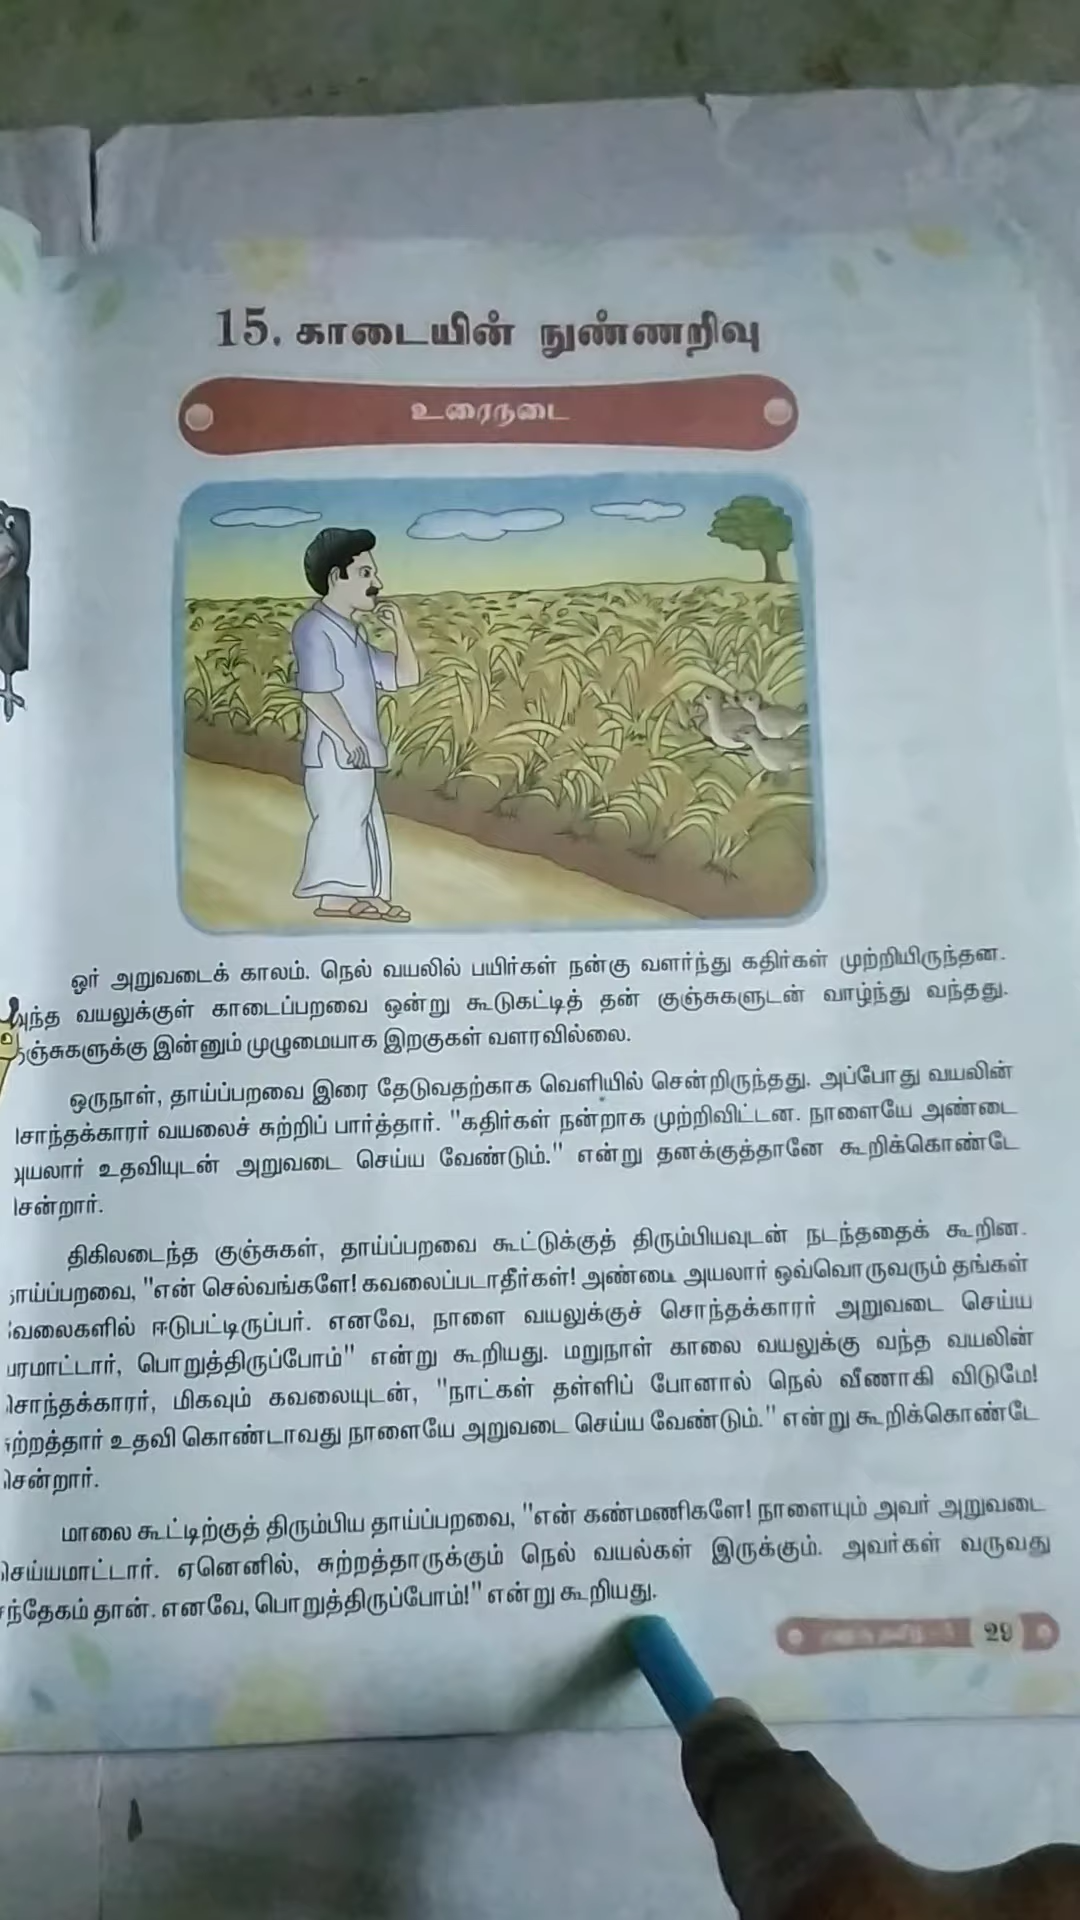 15. காடையின் நுண்ணறிவு
உரைநடை
ஓர் அறுவடைக் காலம். நெல் வயலில் பயிர்கள் நன்கு வளர்ந்து கதிர்கள் முற்றியிருந்தன.
அந்த வயலுக்குள் காடைப்பறவை ஒன்று கூடுகட்டித் தன் குஞ்சுகளுடன் வாழ்ந்து வந்தது.
குஞ்சுகளுக்கு இன்னும் முழுமையாக இறகுகள் வளரவில்லை.
ஒருநாள், தாய்ப்பறவை இரை தேடுவதற்காக வெளியில் சென்றிருந்தது. அப்போது வயலின்
சொந்தக்காரர் வயலைச் சுற்றிப் பார்த்தார். "கதிர்கள் நன்றாக முற்றிவிட்டன. நாளையே அண்டை
அயலார் உதவியுடன் அறுவடை செய்ய வேண்டும்." என்று தனக்குத்தானே கூறிக்கொண்டே
சென்றார்.
திகிலடைந்த குஞ்சுகள், தாய்ப்பறவை கூட்டுக்குத் திரும்பியவுடன் நடந்ததைக் கூறின.
தாய்ப்பறவை, "என் செல்வங்களே! கவலைப்படாதீர்கள்! அண்டை அயலார் ஒவ்வொருவரும் தங்கள்
வேலைகளில் ஈடுபட்டிருப்பர். எனவே, நாளை வயலுக்குச் சொந்தக்காரர் அறுவடை செய்ய
வரமாட்டார், பொறுத்திருப்போம்" என்று கூறியது. மறுநாள் காலை வயலுக்கு வந்த வயலின்
சொந்தக்காரர், மிகவும் கவலையுடன், "நாட்கள் தள்ளிப் போனால் நெல் வீணாகி விடுமே!
சுற்றத்தார் உதவி கொண்டாவது நாளையே அறுவடை செய்ய வேண்டும்." என்று கூறிக்கொண்டே
சென்றார்.
மாலை கூட்டிற்குத் திரும்பிய தாய்ப்பறவை, "என் கண்மணிகளே! நாளையும் அவர் அறுவடை
செய்யமாட்டார். ஏனெனில், சுற்றத்தாருக்கும் நெல் வயல்கள் இருக்கும். அவர்கள் வருவது
சந்தேகம் தான். எனவே, பொறுத்திருப்போம்!" என்று கூறியது.
29